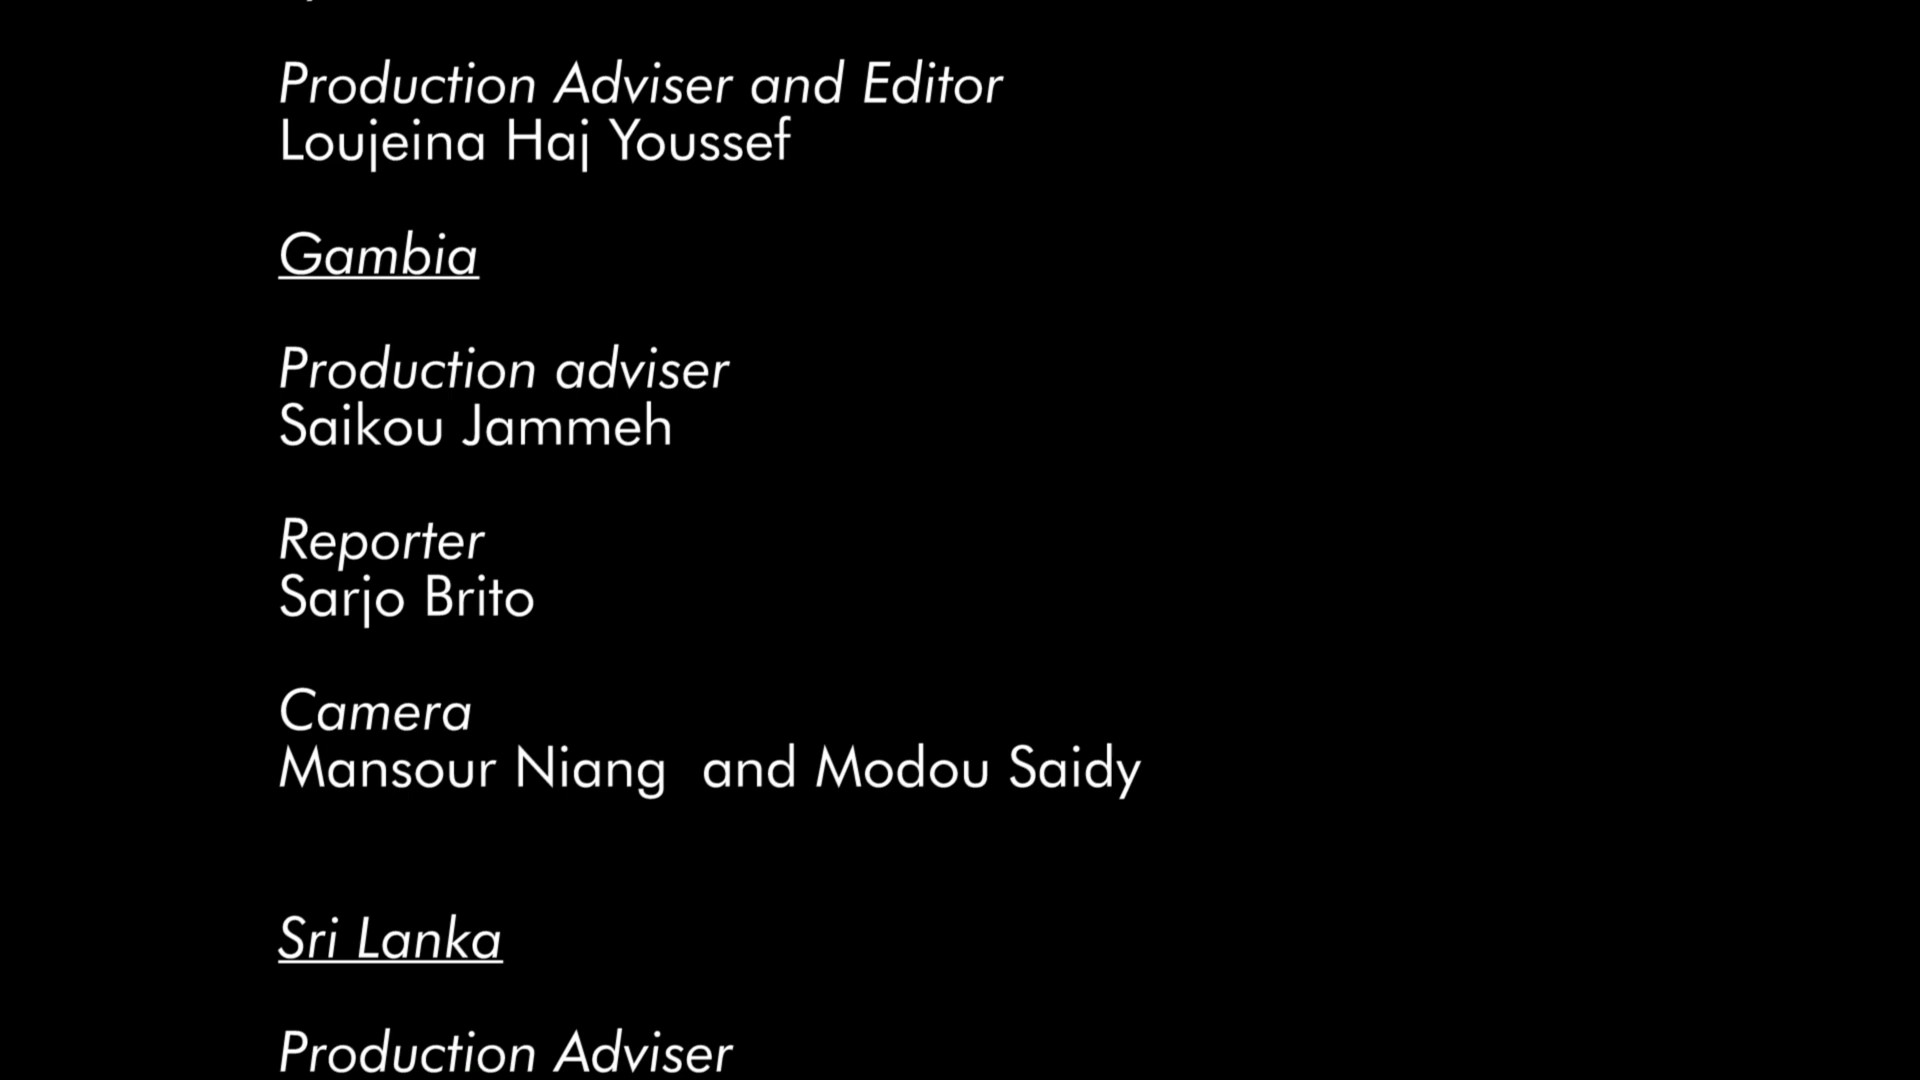 Production Adviser and Editor
Loujeina Haj Youssef
Gambia
Production adviser
Saikou Jammeh
Reporter
Sarjo Brito
Camera
Mansour Niang  and Modou Saidy
Sri Lanka
Production Adviser